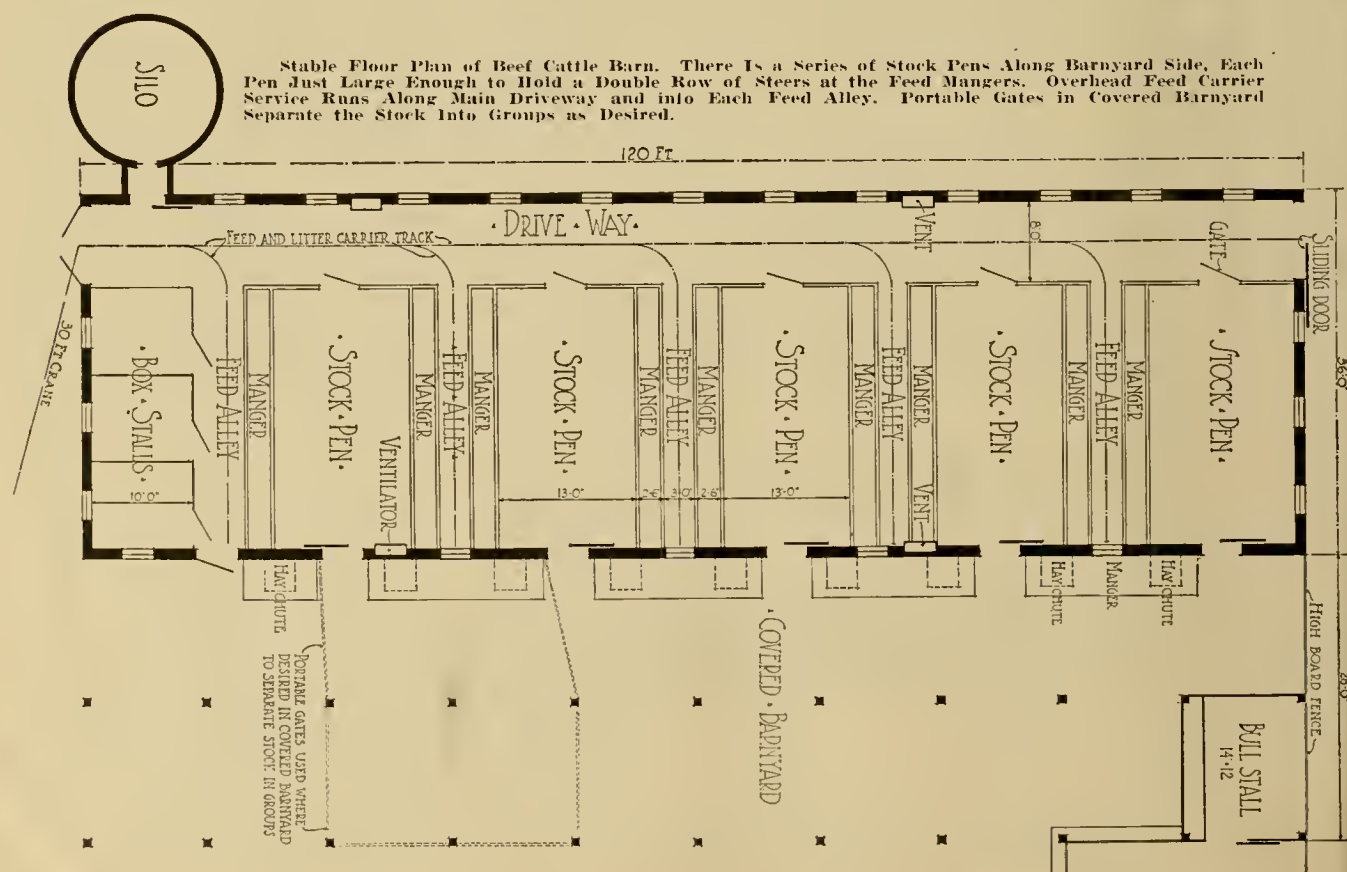 Stable Floor Plan of Beef Cattle Barn. There Is a Series of Stock Pens Along Barnyard Side, Each
Pen Just Large Enough to Hold a Double Row of Steers at the Feed Mangers. Overhead Feed Carrier
Service Runs Along Main Driveway and into Each Feed Alley. Portable Gates in Covered Barnyard
Separate the Stock Into Groups as Desired.
SILO
120 FT.
• DRIVE • WAY •
VENT
8'0"
FEED AND LITTER CARRIER TRACK
GATE
SLIDING DOOR
30 FT CRANE
• BOX • STALLS •
10'-0"
FEED ALLEY
MANGER
• STOCK • PEN •
VENTILATOR
MANGER
• FEED • ALLEY •
MANGER
• STOCK • PEN •
13'-0"
MANGER
2'-6"
FEED ALLEY
3'-0"
MANGER
2'-6"
• STOCK • PEN •
13'-0"
MANGER
FEED ALLEY
MANGER
VENT
• STOCK • PEN •
MANGER
FEED ALLEY
MANGER
• STOCK • PEN •
36'0"
HAY CHUTE
HAY CHUTE
MANGER
HAY CHUTE
HIGH BOARD FENCE
PORTABLE GATES USED WHERE
DESIRED IN COVERED BARNYARD
TO SEPARATE STOCK IN GROUPS
• COVERED • BARNYARD
BULL STALL
14'•12